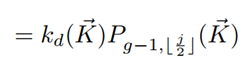 $= k_d(\vec{K}) P_{g-1, \lfloor \frac{j}{2} \rfloor}(\vec{K})$